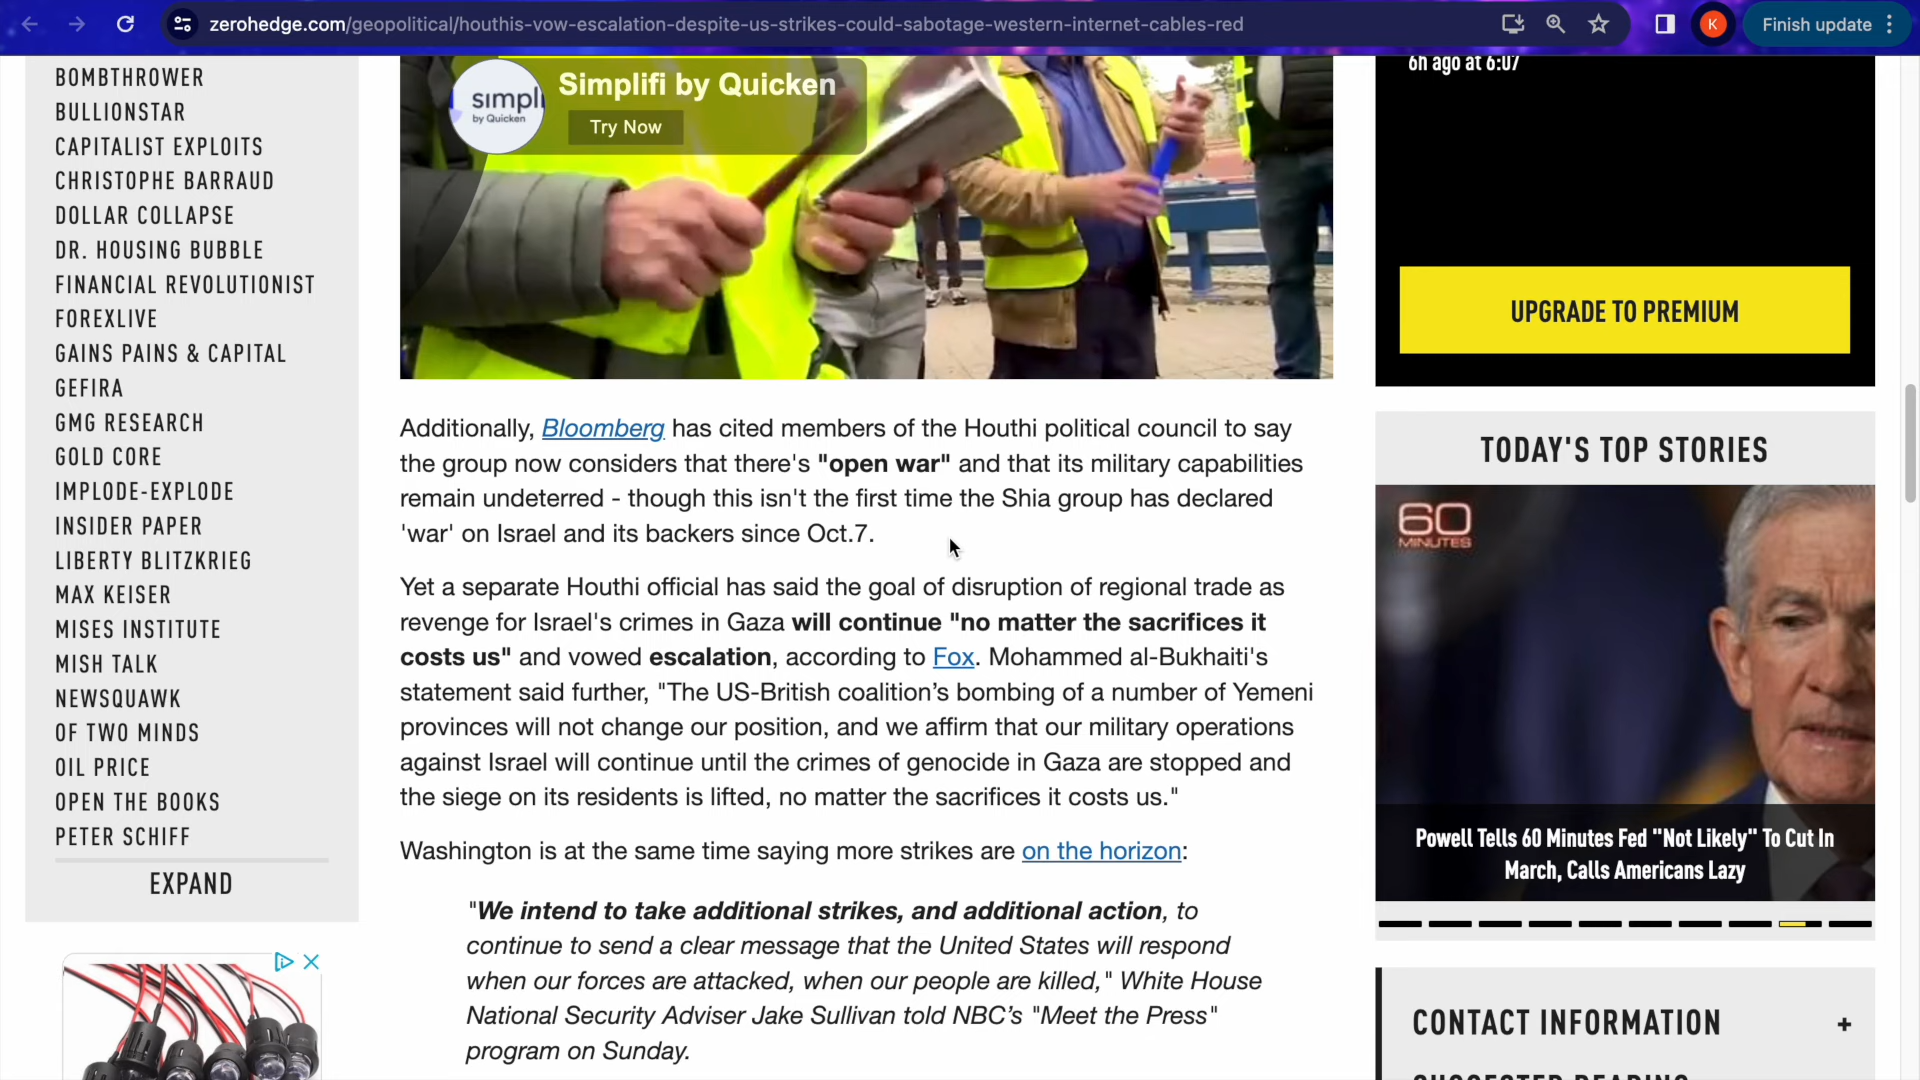 zerohedge.com/geopolitical/houthis-vow-escalation-despite-us-strikes-could-sabotage-western-internet-cables-red
K
Finish update
BOMBTHROWER
BULLIONSTAR
CAPITALIST EXPLOITS
CHRISTOPHE BARRAUD
DOLLAR COLLAPSE
DR. HOUSING BUBBLE
FINANCIAL REVOLUTIONIST
FOREXLIVE
GAINS PAINS & CAPITAL
GEFIRA
GMG RESEARCH
GOLD CORE
IMPLODE-EXPLODE
INSIDER PAPER
LIBERTY BLITZKRIEG
MAX KEISER
MISES INSTITUTE
MISH TALK
NEWSQUAWK
OF TWO MINDS
OIL PRICE
OPEN THE BOOKS
PETER SCHIFF
EXPAND
simpli
by Quicken
Simplifi by Quicken
Try Now
Additionally, Bloomberg has cited members of the Houthi political council to say
the group now considers that there's "open war" and that its military capabilities
remain undeterred - though this isn't the first time the Shia group has declared
'war' on Israel and its backers since Oct.7.
Yet a separate Houthi official has said the goal of disruption of regional trade as
revenge for Israel's crimes in Gaza will continue "no matter the sacrifices it
costs us" and vowed escalation, according to Fox. Mohammed al-Bukhaiti's
statement said further, "The US-British coalition’s bombing of a number of Yemeni
provinces will not change our position, and we affirm that our military operations
against Israel will continue until the crimes of genocide in Gaza are stopped and
the siege on its residents is lifted, no matter the sacrifices it costs us."
Washington is at the same time saying more strikes are on the horizon:
"We intend to take additional strikes, and additional action, to
continue to send a clear message that the United States will respond
when our forces are attacked, when our people are killed," White House
National Security Adviser Jake Sullivan told NBC’s "Meet the Press"
program on Sunday.
6h ago at 6:07
UPGRADE TO PREMIUM
TODAY'S TOP STORIES
60
MINUTES
Powell Tells 60 Minutes Fed "Not Likely" To Cut In
March, Calls Americans Lazy
CONTACT INFORMATION +
SUGGESTED READING